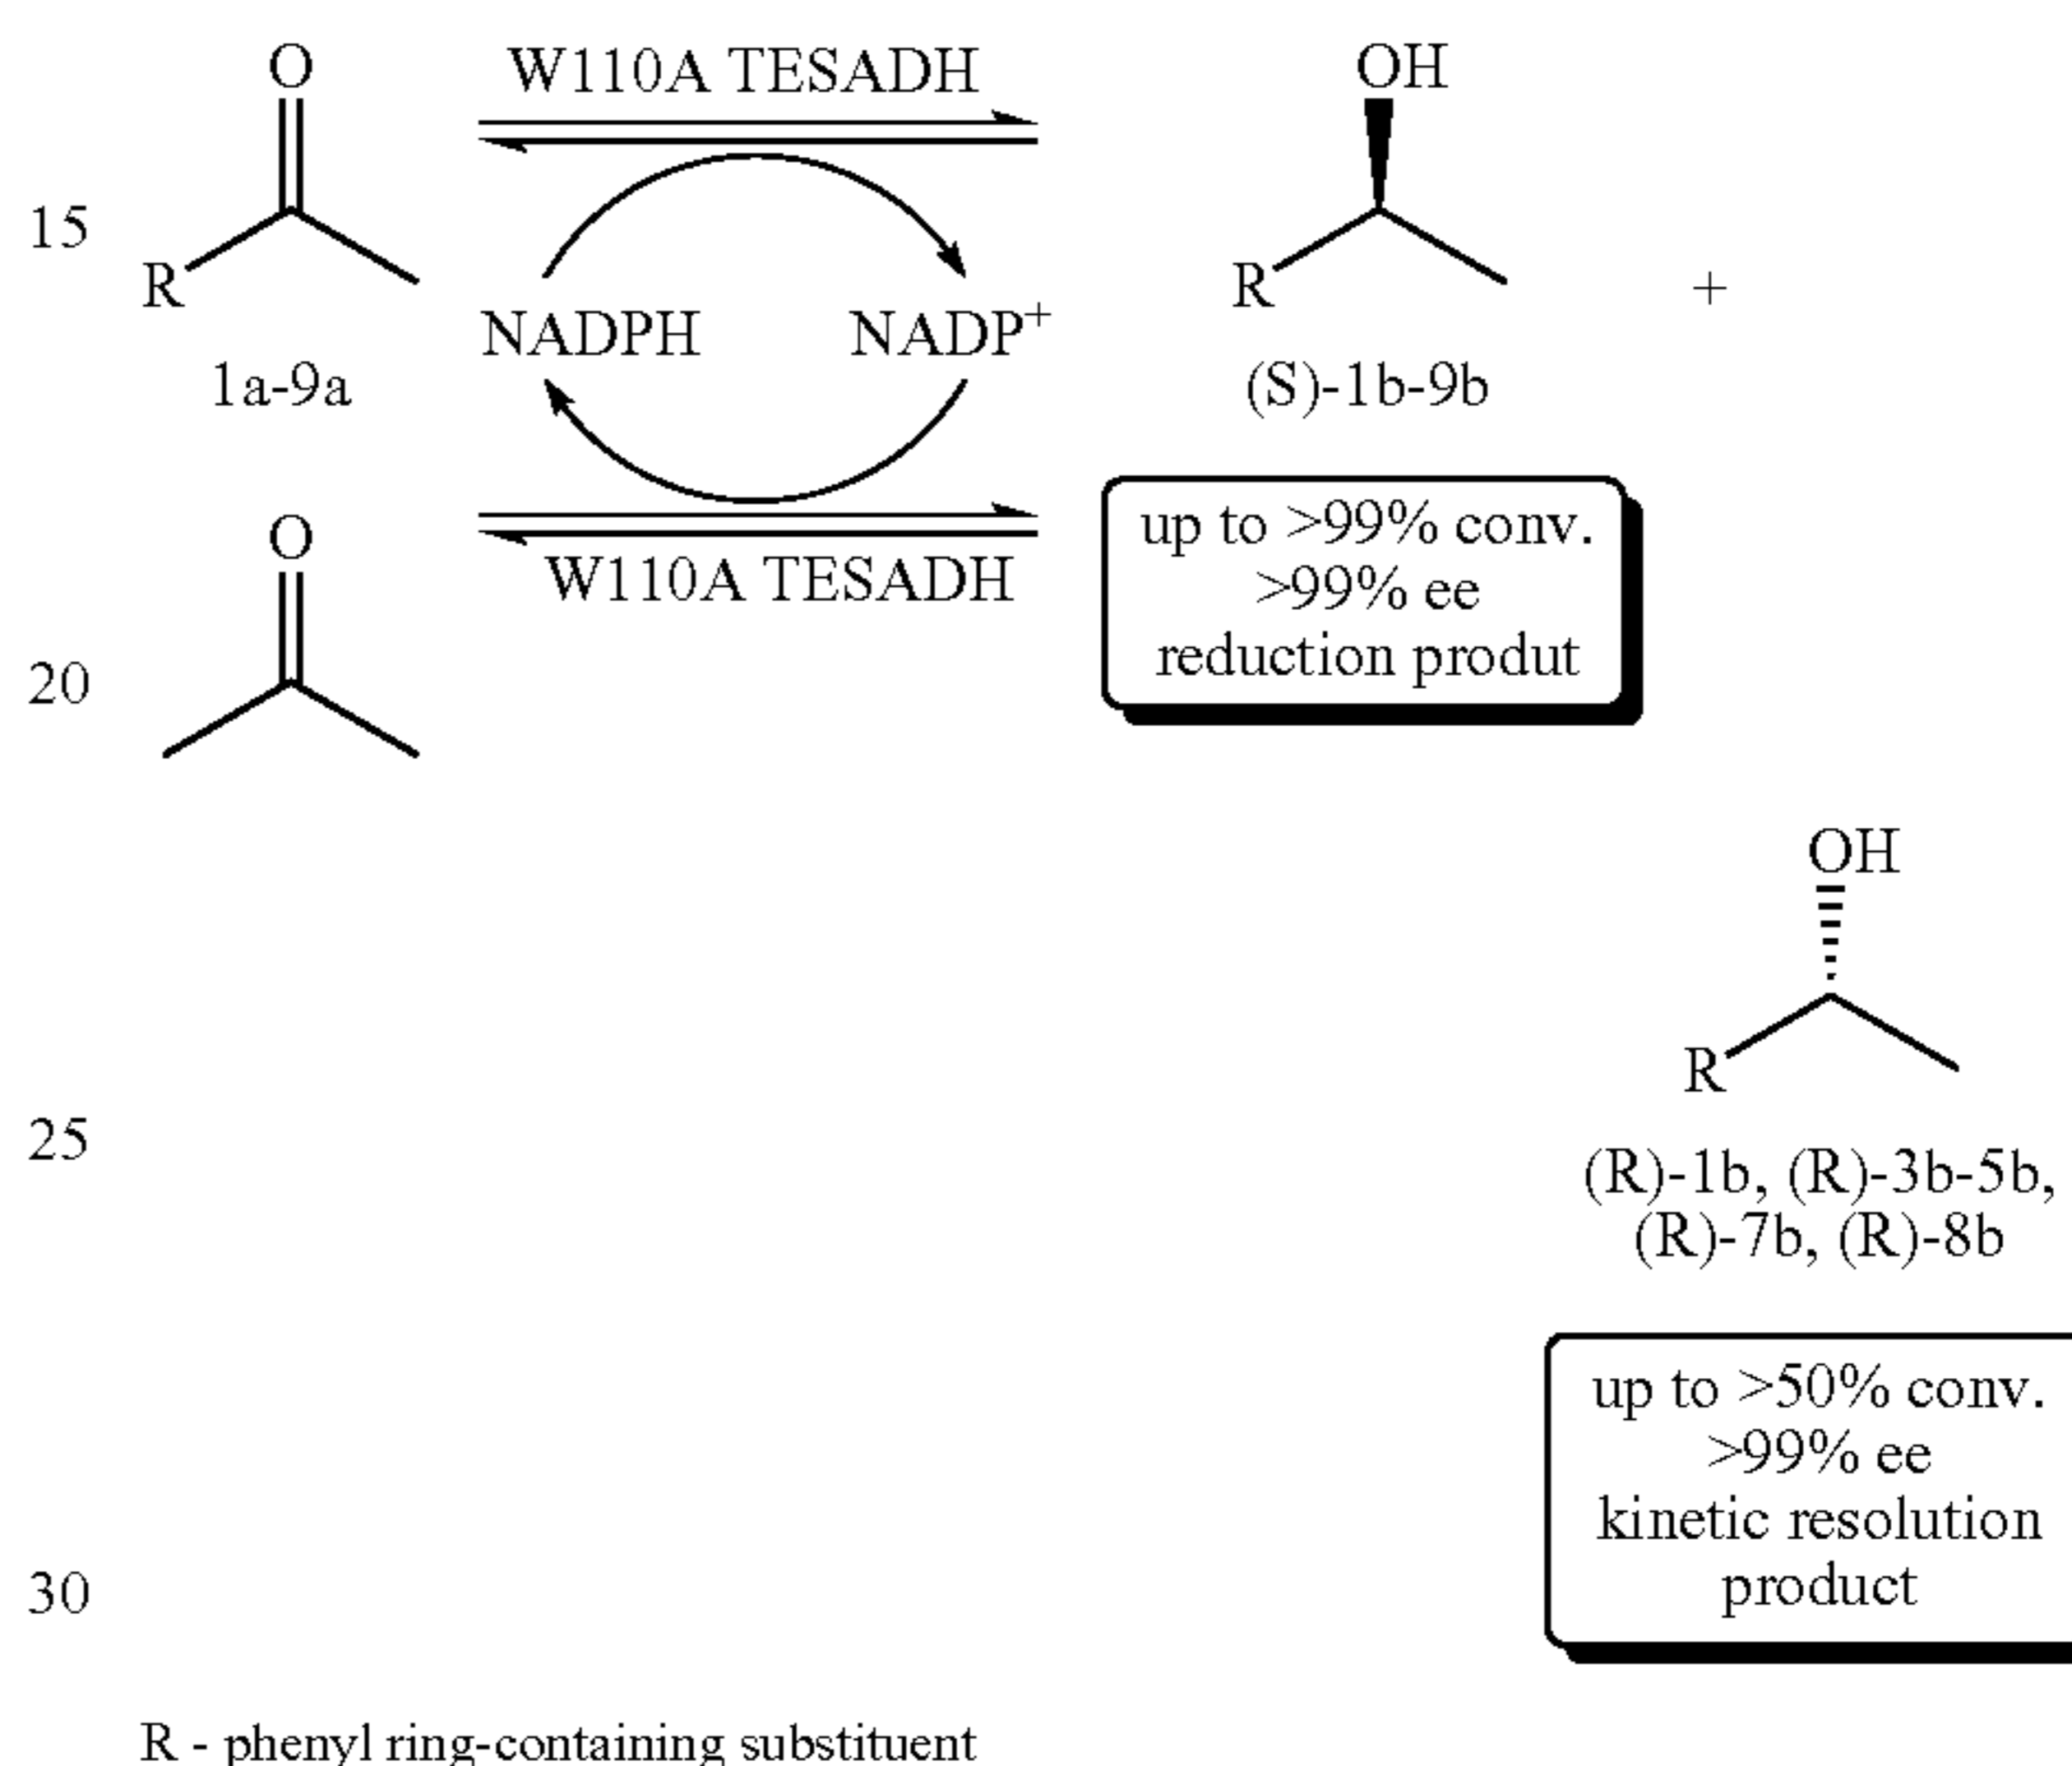 O
W110A TESADH
OH
15
R
R
+
NADPH
NADP+
1a-9a
(S)-1b-9b
O
W110A TESADH
up to >99% conv.
>99% ee
reduction produt
20
OH
R
25
(R)-1b, (R)-3b-5b,
(R)-7b, (R)-8b
up to >50% conv.
>99% ee
kinetic resolution
product
30
R - phenyl ring-containing substituent